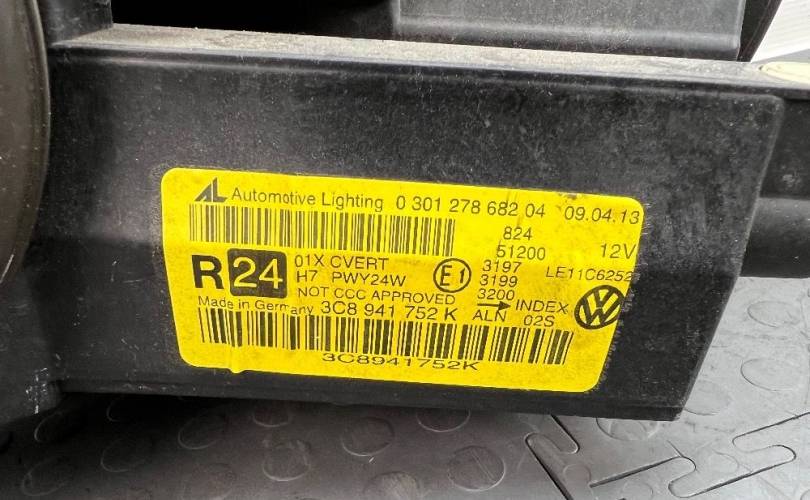 AL Automotive Lighting 0 301 278 682 04 09.04.13
824
51200 12V
R 24 01X CVERT E1 3197 LE11C6252
H7 PWY24W 3199
NOT CCC APPROVED 3200 → INDEX
Made in Germany 3C8 941 752 K ALN 02S
3C8941752K